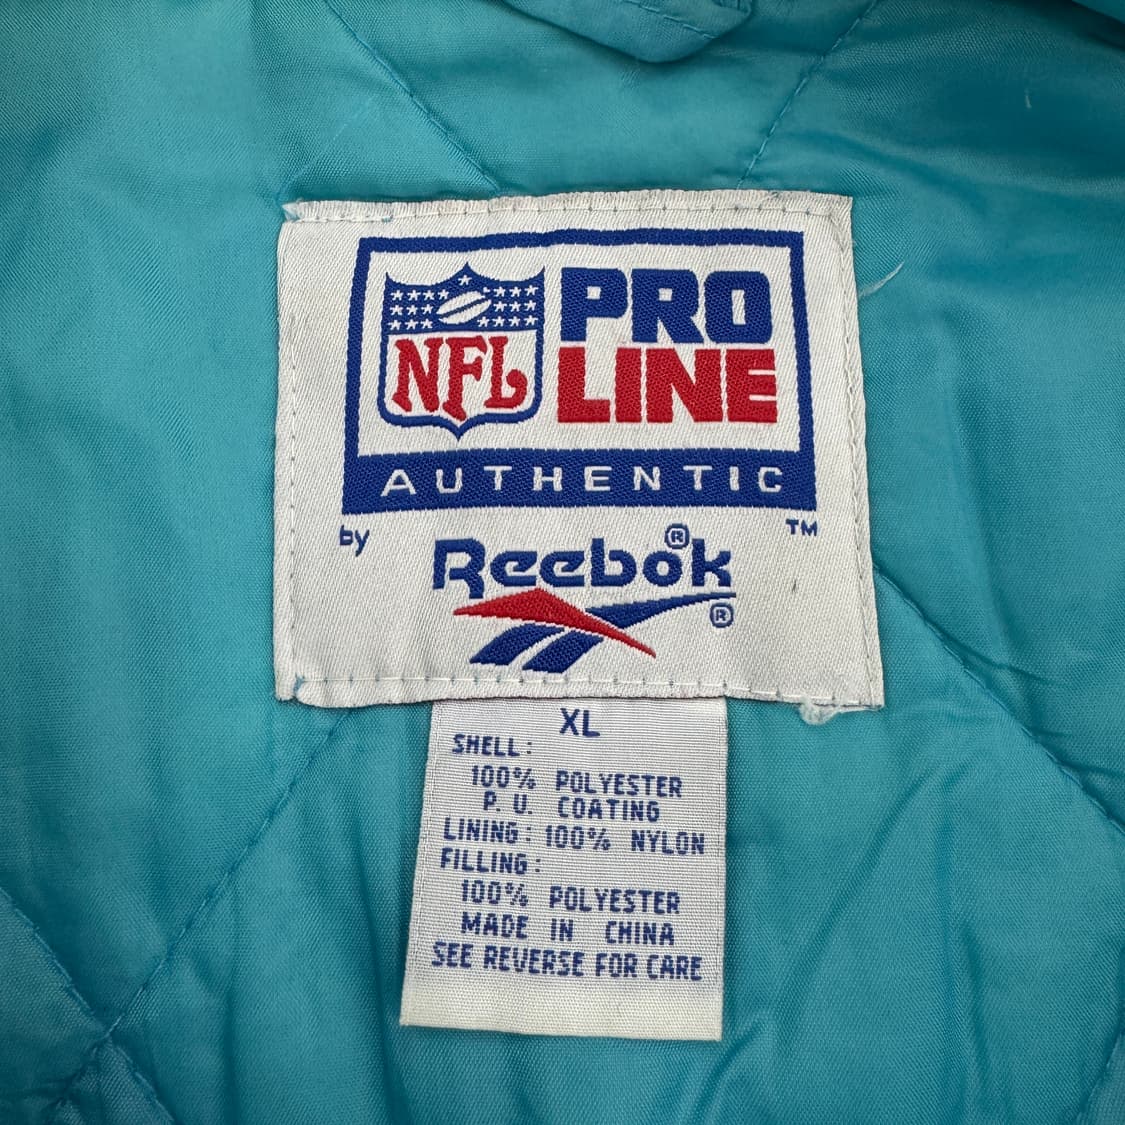 NFL
PRO
LINE
AUTHENTIC
by
TM
Reebok®
®
XL
SHELL:
100% POLYESTER
P. U. COATING
LINING: 100% NYLON
FILLING:
100% POLYESTER
MADE IN CHINA
SEE REVERSE FOR CARE